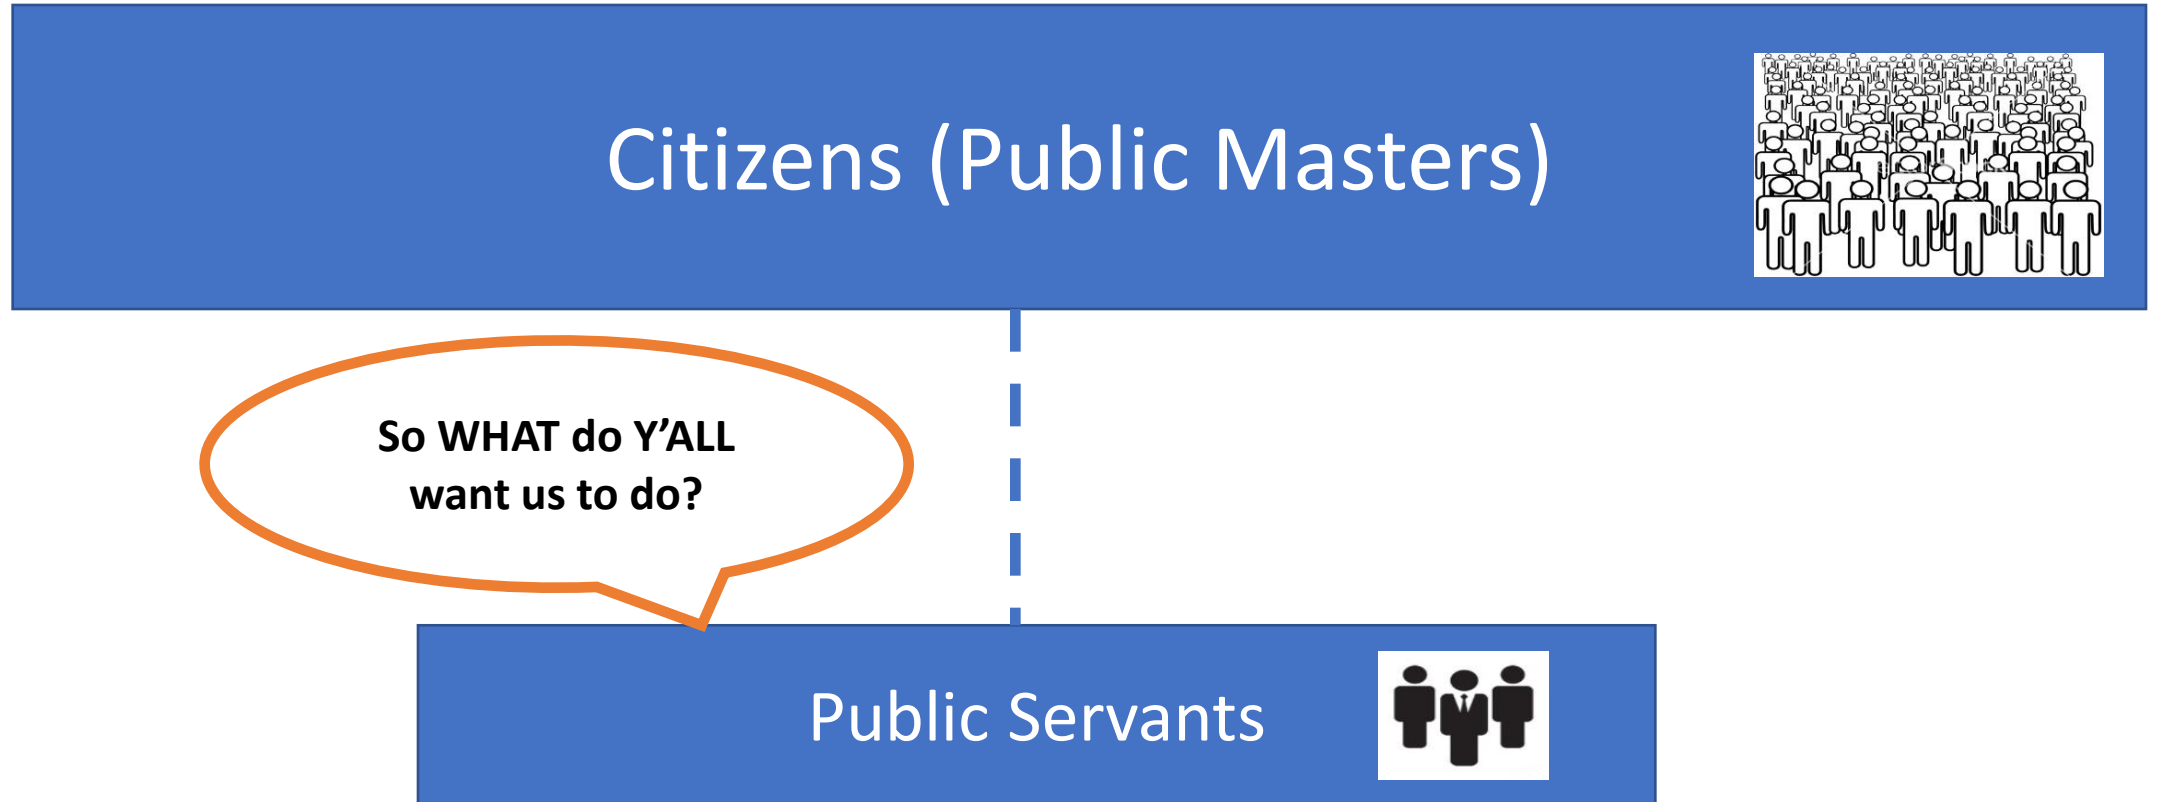 Citizens (Public Masters)
So WHAT do Y’ALL
want us to do?
Public Servants